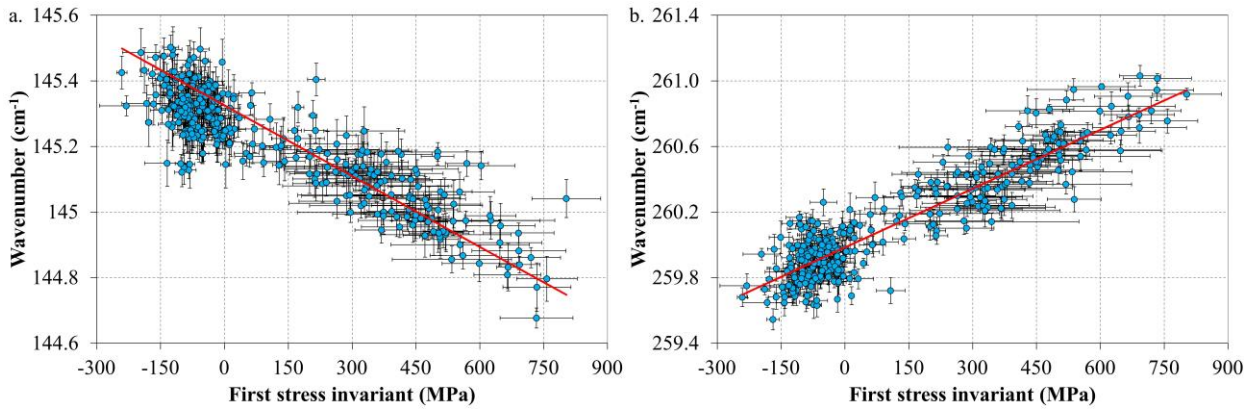 a.
145.6
145.4
145.2
145
144.8
144.6
Wavenumber (cm-1)
-300 -150 0 150 300 450 600 750 900
First stress invariant (MPa)
b.
261.4
261.0
260.6
260.2
259.8
259.4
Wavenumber (cm-1)
-300 -150 0 150 300 450 600 750 900
First stress invariant (MPa)